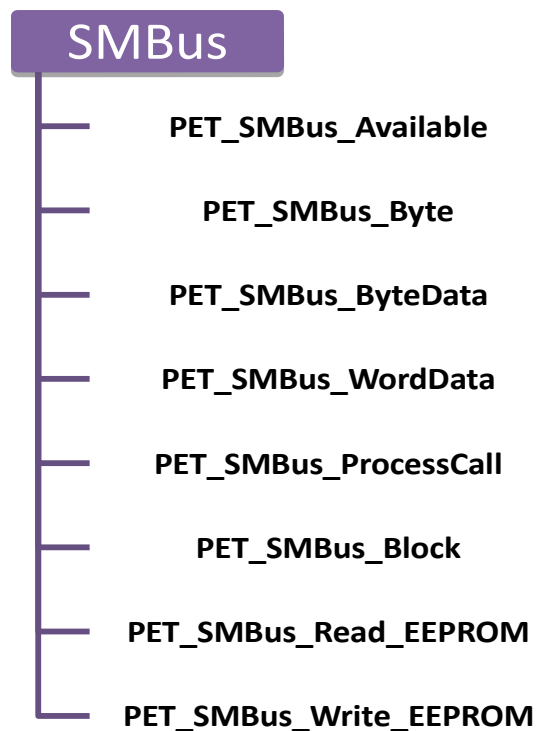 SMBus
PET_SMBus_Available
PET_SMBus_Byte
PET_SMBus_ByteData
PET_SMBus_WordData
PET_SMBus_ProcessCall
PET_SMBus_Block
PET_SMBus_Read_EEPROM
PET_SMBus_Write_EEPROM